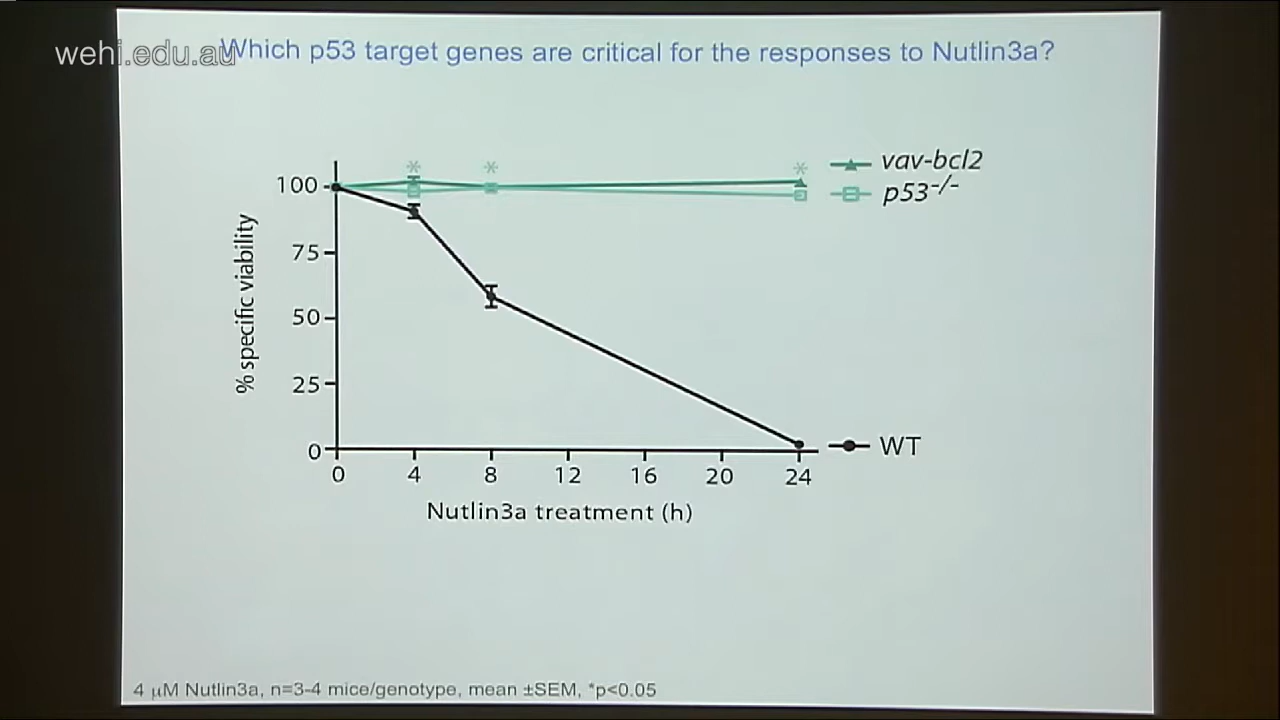 wehi.edu.au
Which p53 target genes are critical for the responses to Nutlin3a?
* * *
vav-bcl2
p53-/-
100
75
50
25
0
% specific viability
WT
0 4 8 12 16 20 24
Nutlin3a treatment (h)
4 µM Nutlin3a, n=3-4 mice/genotype, mean ±SEM, *p<0.05